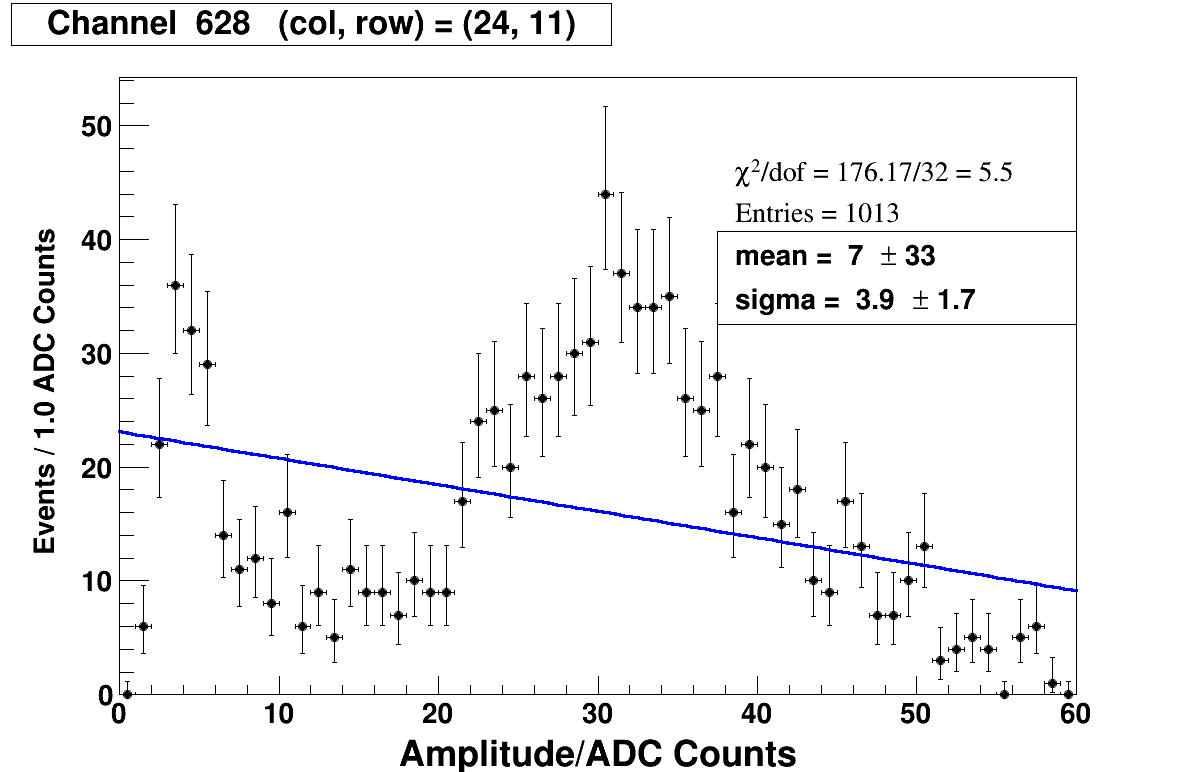 Channel 628 (col, row) = (24, 11)
50
40
30
20
10
0
Events / 1.0 ADC Counts
χ²/dof = 176.17/32 = 5.5
Entries = 1013
mean = 7 ± 33
sigma = 3.9 ± 1.7
0 10 20 30 40 50 60
Amplitude/ADC Counts